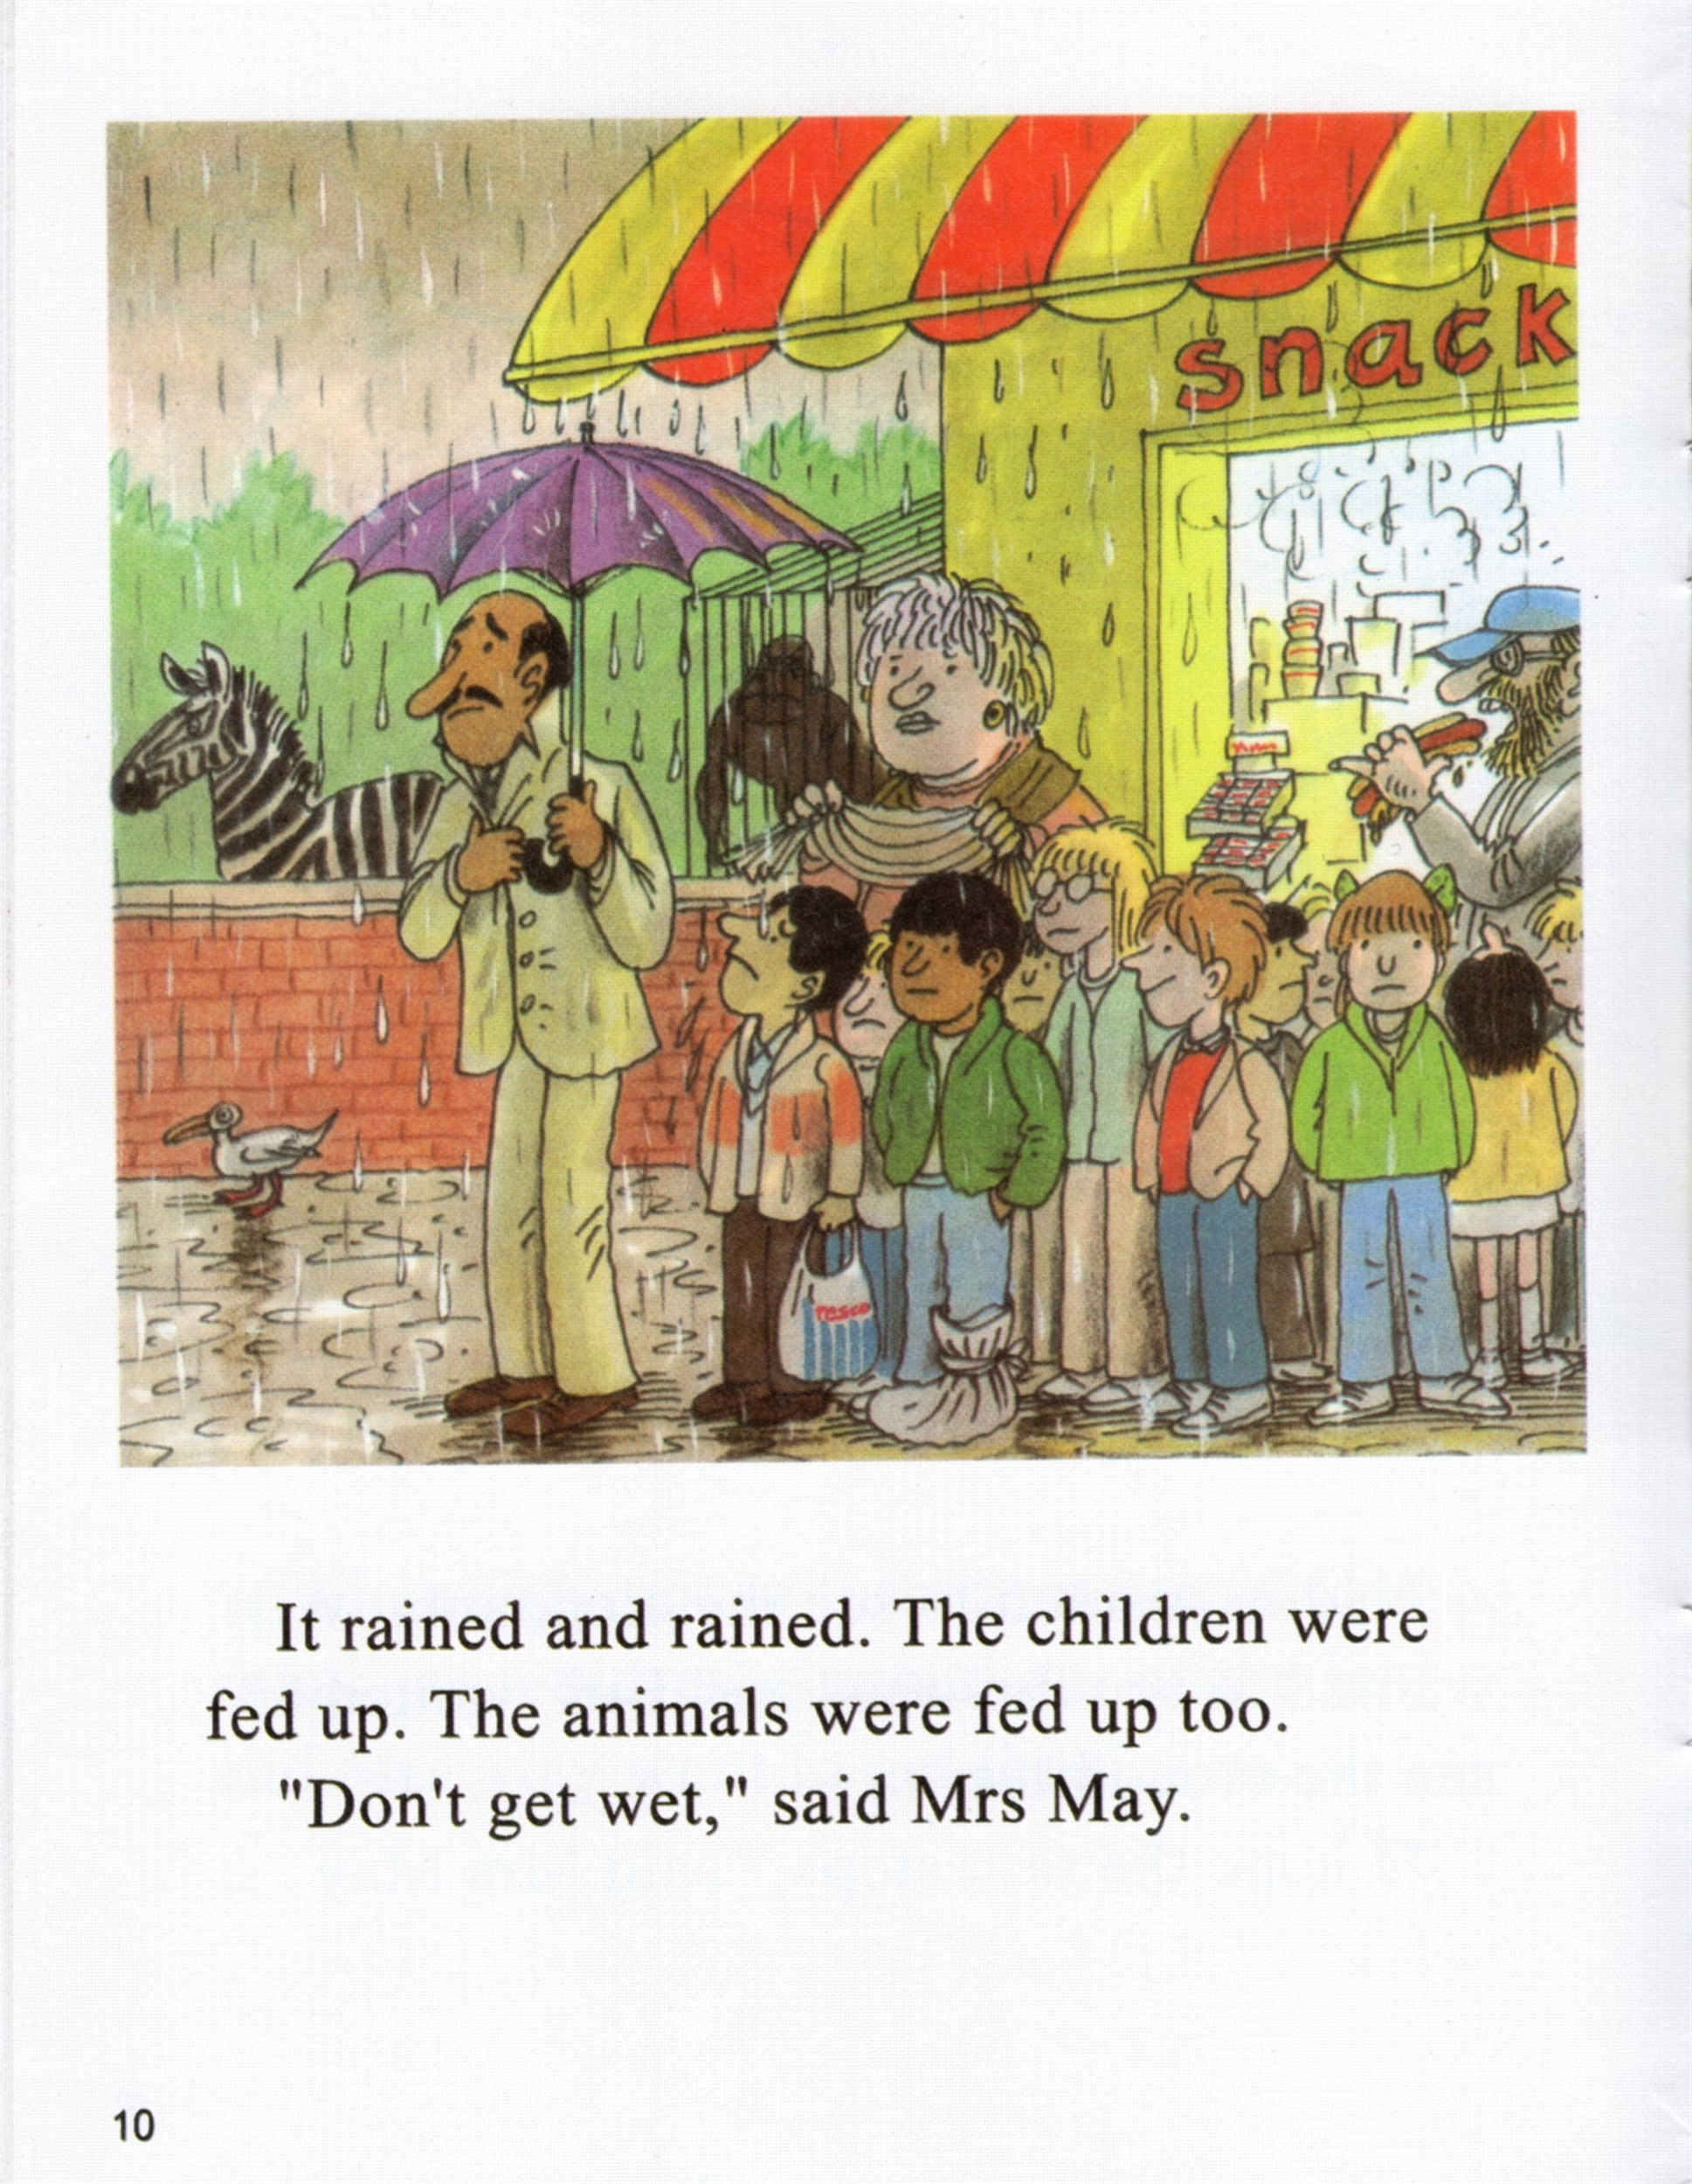 snack
Tesco
It rained and rained. The children were
fed up. The animals were fed up too.
"Don't get wet," said Mrs May.
10